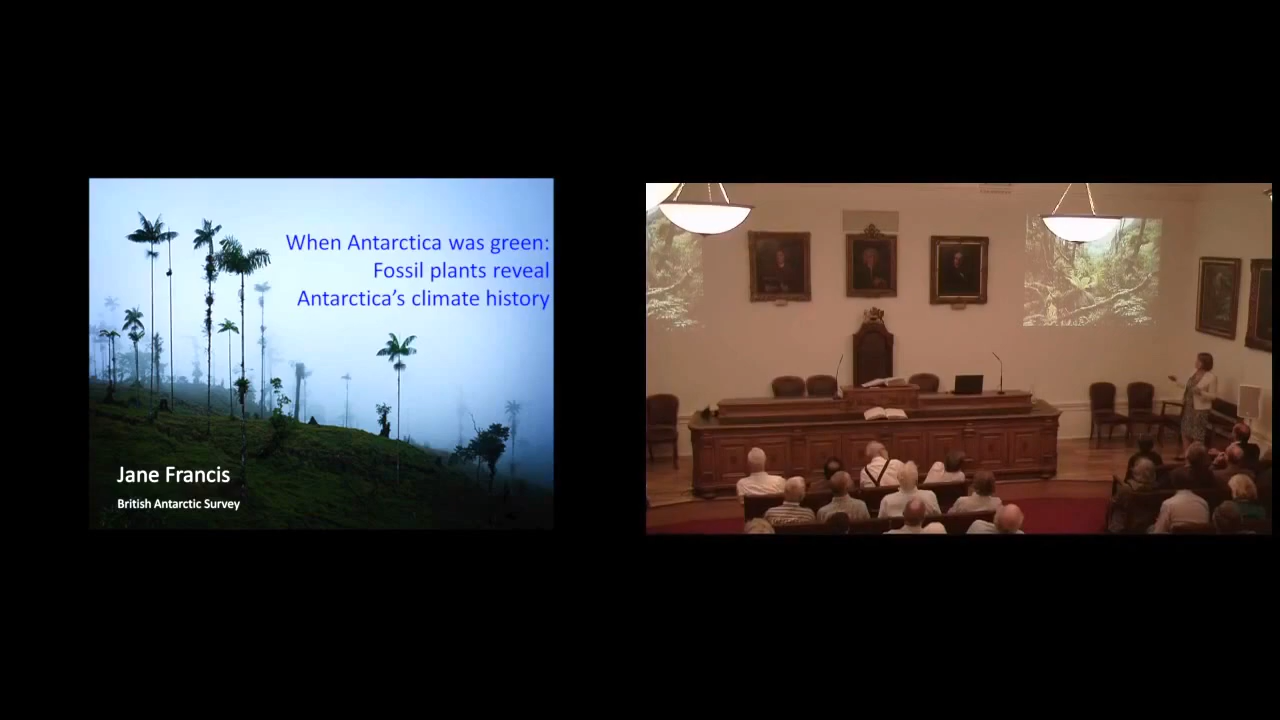 When Antarctica was green:
Fossil plants reveal
Antarctica's climate history
Jane Francis
British Antarctic Survey